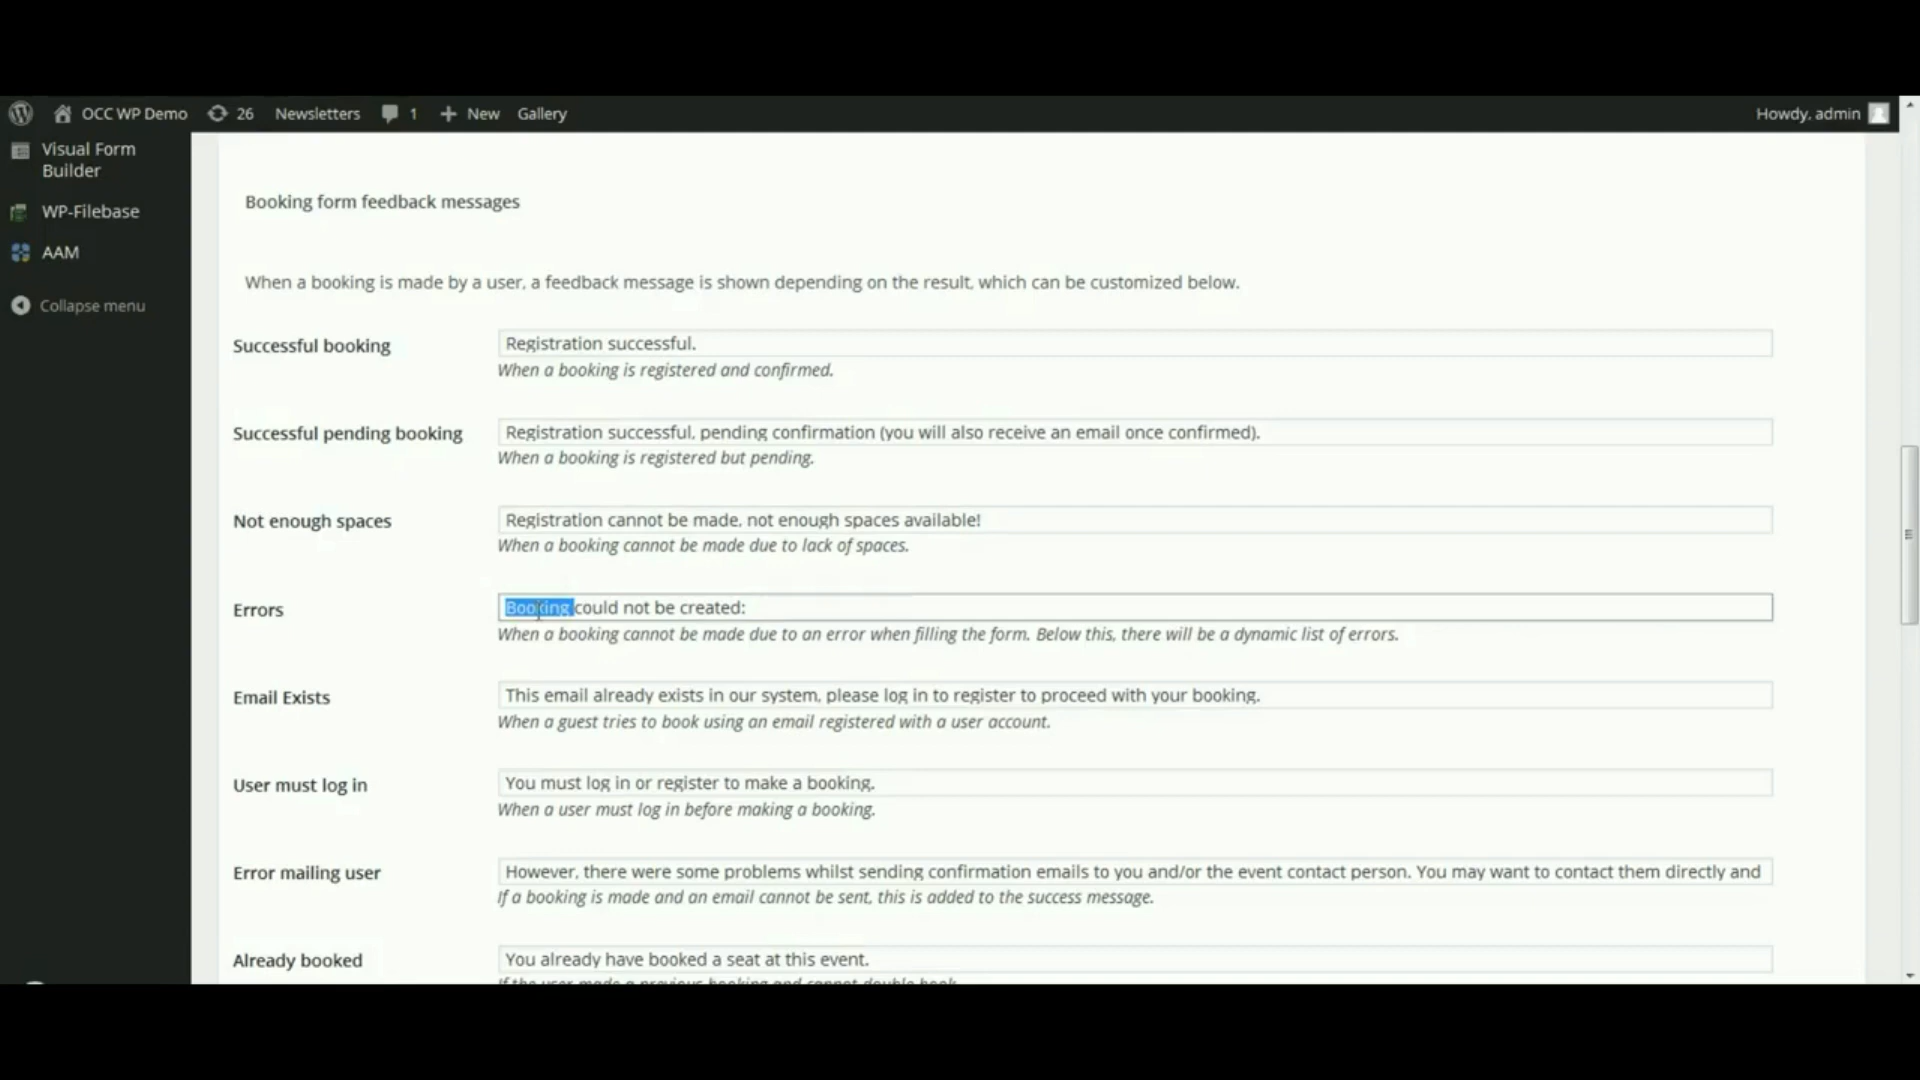 OCC WP Demo 26 Newsletters 1 New Gallery Howdy, admin
Visual Form
Builder
WP-Filebase
AAM
Collapse menu
Booking form feedback messages
When a booking is made by a user, a feedback message is shown depending on the result, which can be customized below.
Successful booking
Registration successful.
When a booking is registered and confirmed.
Successful pending booking
Registration successful, pending confirmation (you will also receive an email once confirmed).
When a booking is registered but pending.
Not enough spaces
Registration cannot be made, not enough spaces available!
When a booking cannot be made due to lack of spaces.
Errors
Booking could not be created:
When a booking cannot be made due to an error when filling the form. Below this, there will be a dynamic list of errors.
Email Exists
This email already exists in our system, please log in to register to proceed with your booking.
When a guest tries to book using an email registered with a user account.
User must log in
You must log in or register to make a booking.
When a user must log in before making a booking.
Error mailing user
However, there were some problems whilst sending confirmation emails to you and/or the event contact person. You may want to contact them directly and
If a booking is made and an email cannot be sent, this is added to the success message.
Already booked
You already have booked a seat at this event.
If the user made a previous booking and cannot double book